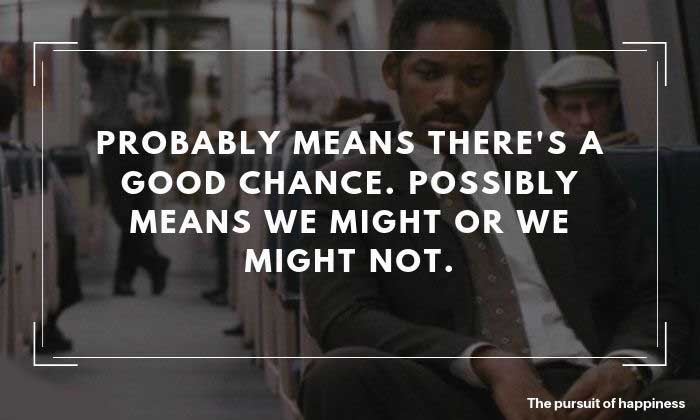 PROBABLY MEANS THERE'S A
GOOD CHANCE. POSSIBLY
MEANS WE MIGHT OR WE
MIGHT NOT.
The pursuit of happiness